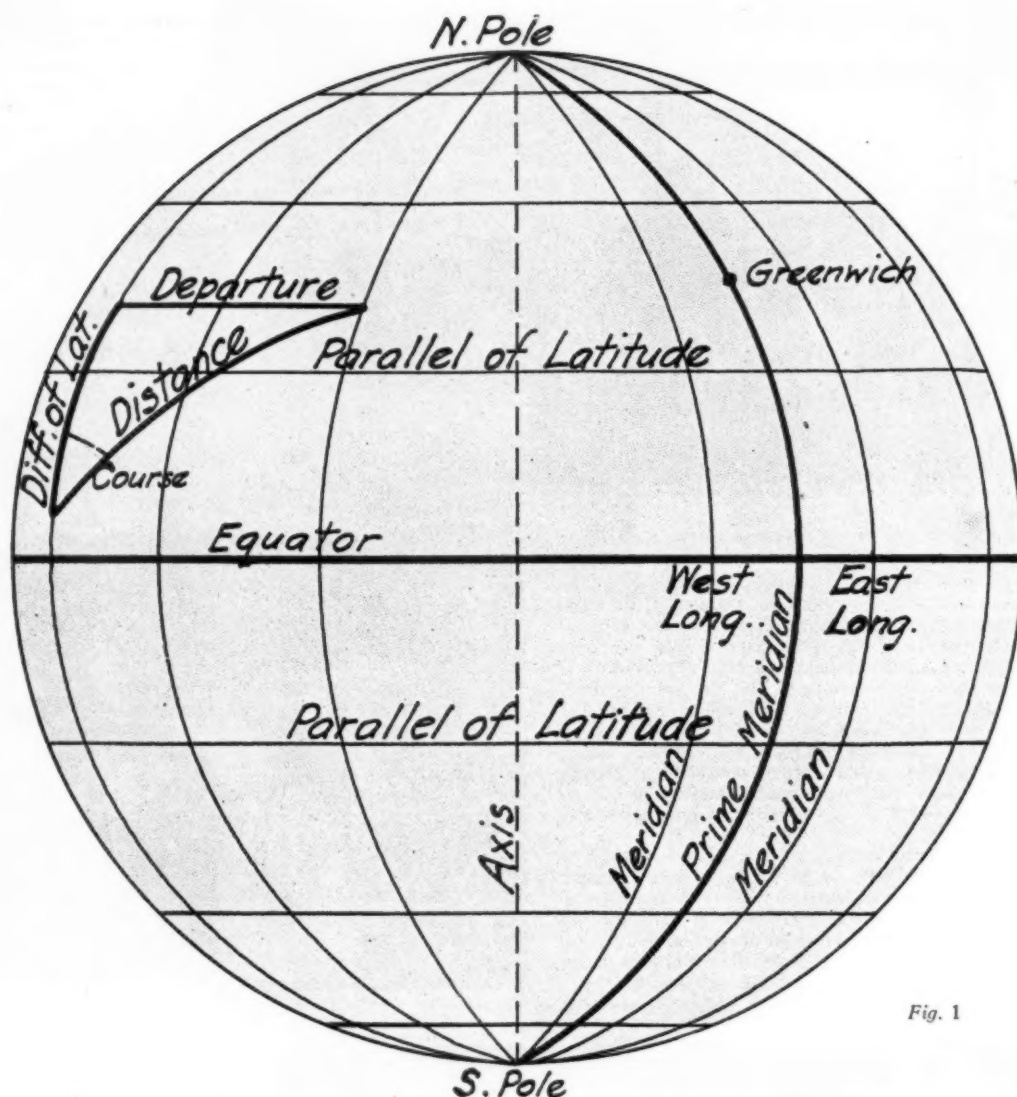 N. Pole
Greenwich
Departure
Diff. of Lat.
Distance
Parallel of Latitude
Course
Equator
West
Long..
East
Long.
Parallel of Latitude
Axis
Meridian
Prime Meridian
Meridian
Fig. 1
S. Pole